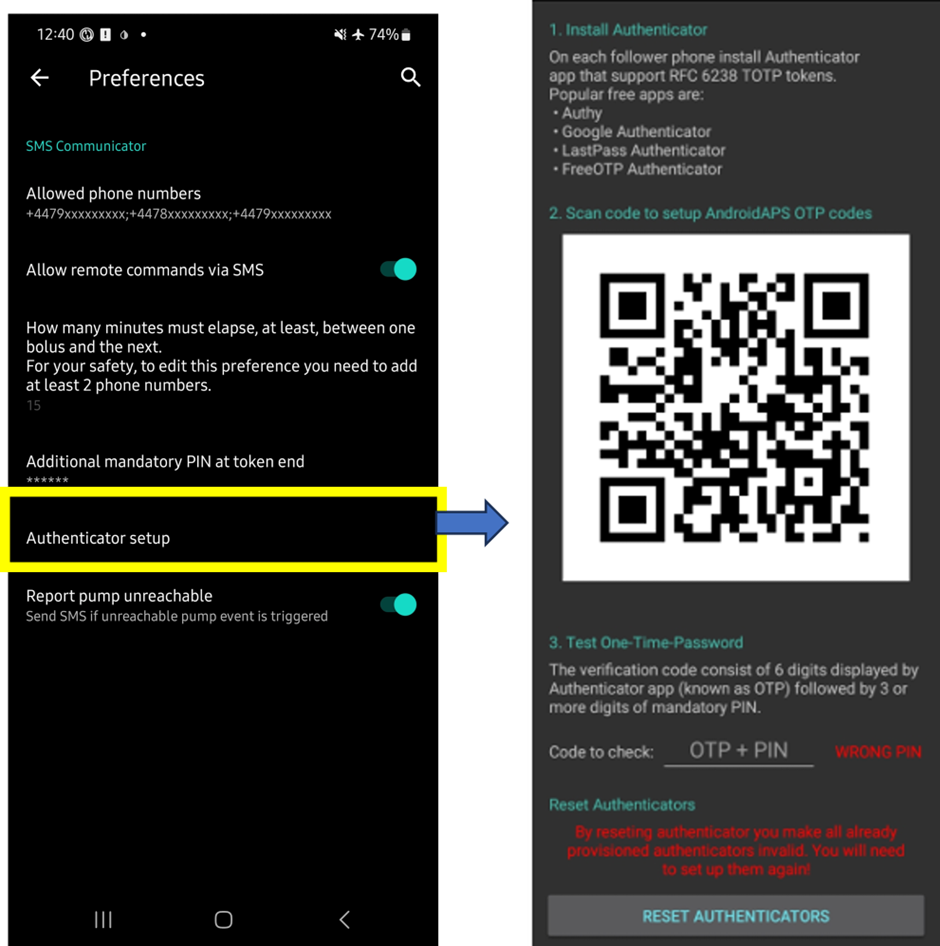 12:40
74%
Preferences
SMS Communicator
Allowed phone numbers
+4479xxxxxxxxx;+4478xxxxxxxxx;+4479xxxxxxxxx
Allow remote commands via SMS
How many minutes must elapse, at least, between one
bolus and the next.
For your safety, to edit this preference you need to add
at least 2 phone numbers.
15
Additional mandatory PIN at token end
******
Authenticator setup
Report pump unreachable
Send SMS if unreachable pump event is triggered
1. Install Authenticator
On each follower phone install Authenticator
app that support RFC 6238 TOTP tokens.
Popular free apps are:
• Authy
• Google Authenticator
• LastPass Authenticator
• FreeOTP Authenticator
2. Scan code to setup AndroidAPS OTP codes
3. Test One-Time-Password
The verification code consist of 6 digits displayed by
Authenticator app (known as OTP) followed by 3 or
more digits of mandatory PIN.
Code to check: OTP + PIN WRONG PIN
Reset Authenticators
By reseting authenticator you make all already
provisioned authenticators invalid. You will need
to set up them again!
RESET AUTHENTICATORS